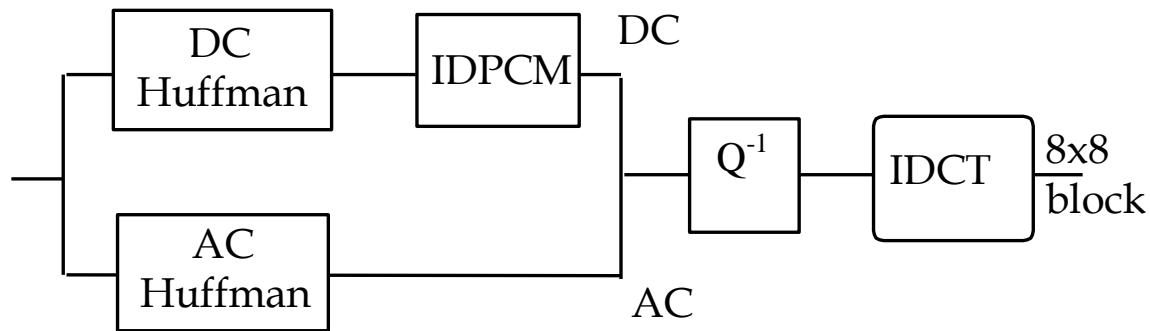 DC
Huffman
IDPCM
DC
AC
Huffman
AC
Q⁻¹
IDCT
8x8
block